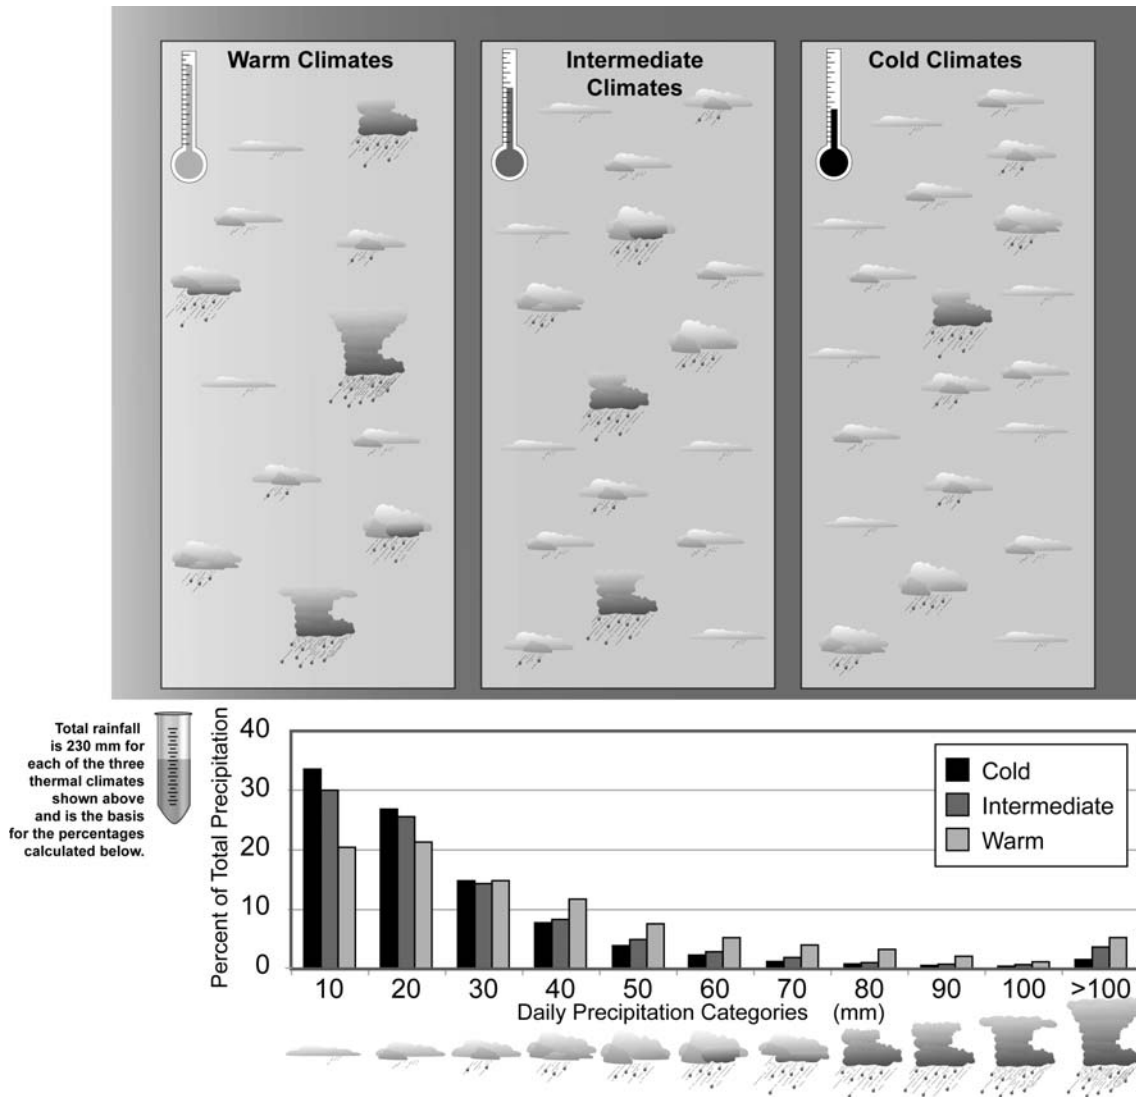 Warm Climates
Intermediate
Climates
Cold Climates
Total rainfall
is 230 mm for
each of the three
thermal climates
shown above
and is the basis
for the percentages
calculated below.
Percent of Total Precipitation
40
30
20
10
0
Cold
Intermediate
Warm
10 20 30 40 50 60 70 80 90 100 >100
Daily Precipitation Categories (mm)